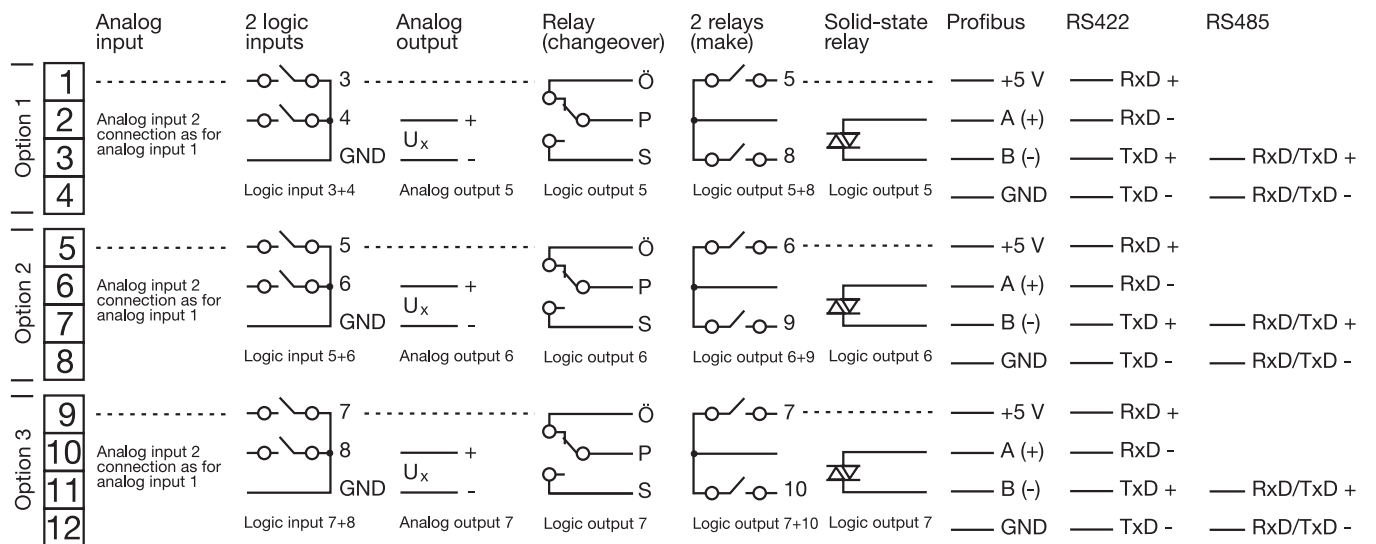 Analog input
2 logic inputs
Analog output
Relay (changeover)
2 relays (make)
Solid-state relay
Profibus
RS422
RS485
Option 1
1 3 Ö 5 +5 V RxD +
2 Analog input 2 connection as for analog input 1 4 Ux + P A (+) RxD -
3 GND - S 8 B (-) TxD + RxD/TxD +
4 Logic input 3+4 Analog output 5 Logic output 5 Logic output 5+8 Logic output 5 GND TxD - RxD/TxD -
Option 2
5 5 Ö 6 +5 V RxD +
6 Analog input 2 connection as for analog input 1 6 Ux + P A (+) RxD -
7 GND - S 9 B (-) TxD + RxD/TxD +
8 Logic input 5+6 Analog output 6 Logic output 6 Logic output 6+9 Logic output 6 GND TxD - RxD/TxD -
Option 3
9 7 Ö 7 +5 V RxD +
10 Analog input 2 connection as for analog input 1 8 Ux + P A (+) RxD -
11 GND - S 10 B (-) TxD + RxD/TxD +
12 Logic input 7+8 Analog output 7 Logic output 7 Logic output 7+10 Logic output 7 GND TxD - RxD/TxD -